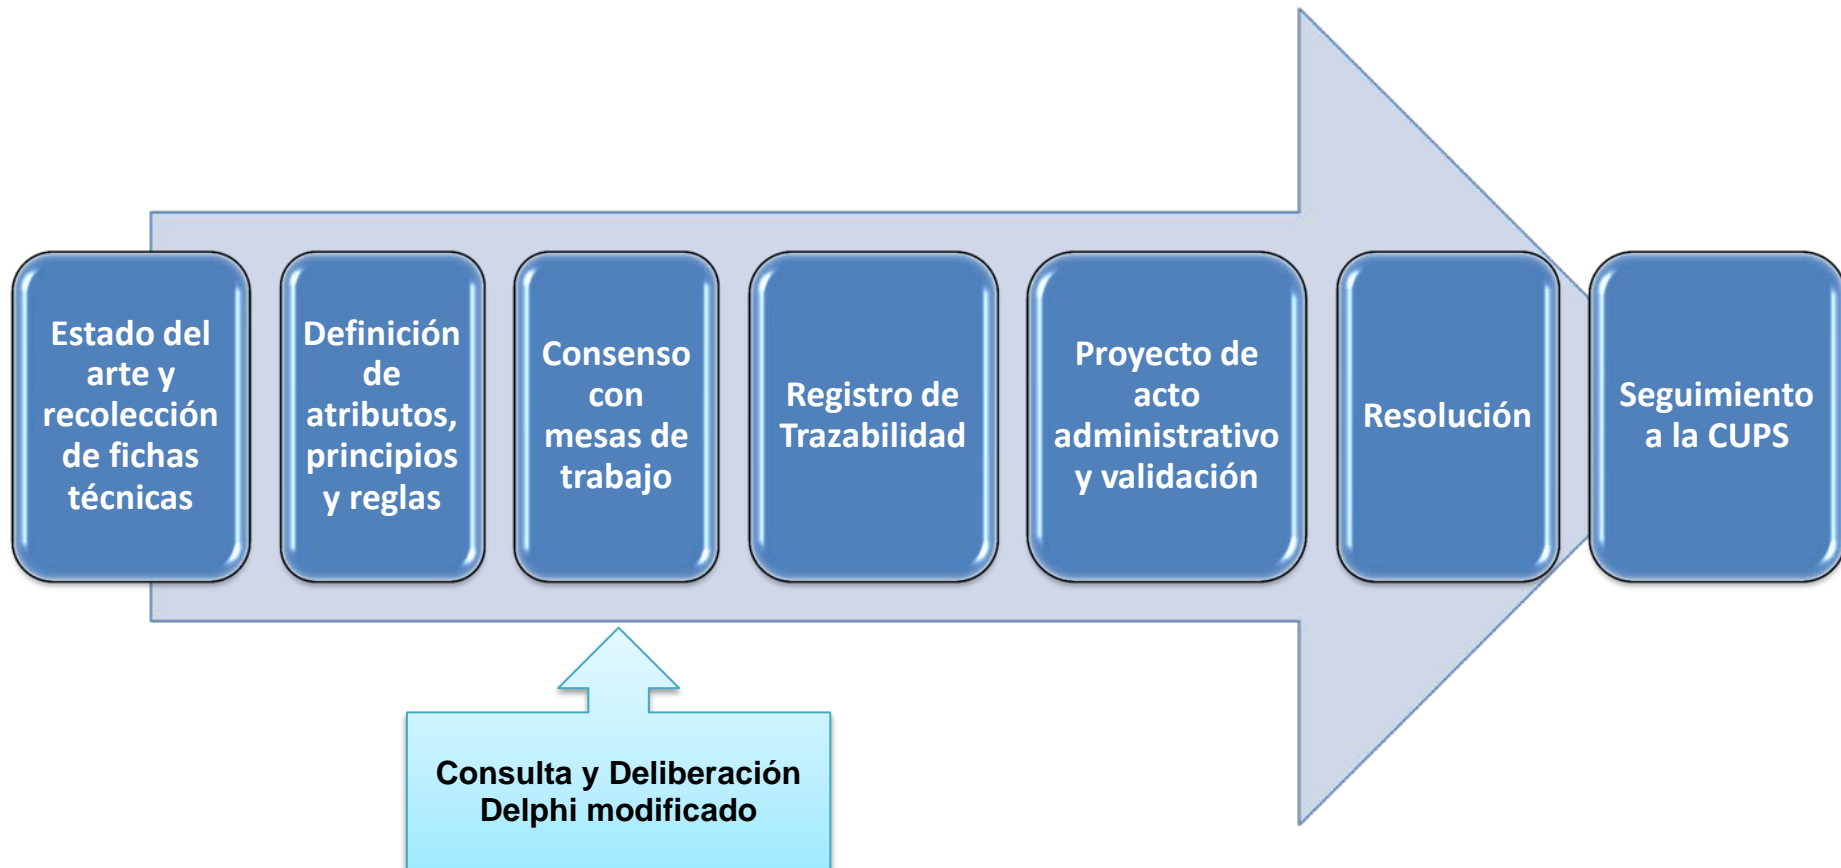 Estado del
arte y
recolección
de fichas
técnicas
Definición
de
atributos,
principios
y reglas
Consenso
con
mesas de
trabajo
Registro de
Trazabilidad
Proyecto de
acto
administrativo
y validación
Resolución
Seguimiento
a la CUPS
Consulta y Deliberación
Delphi modificado